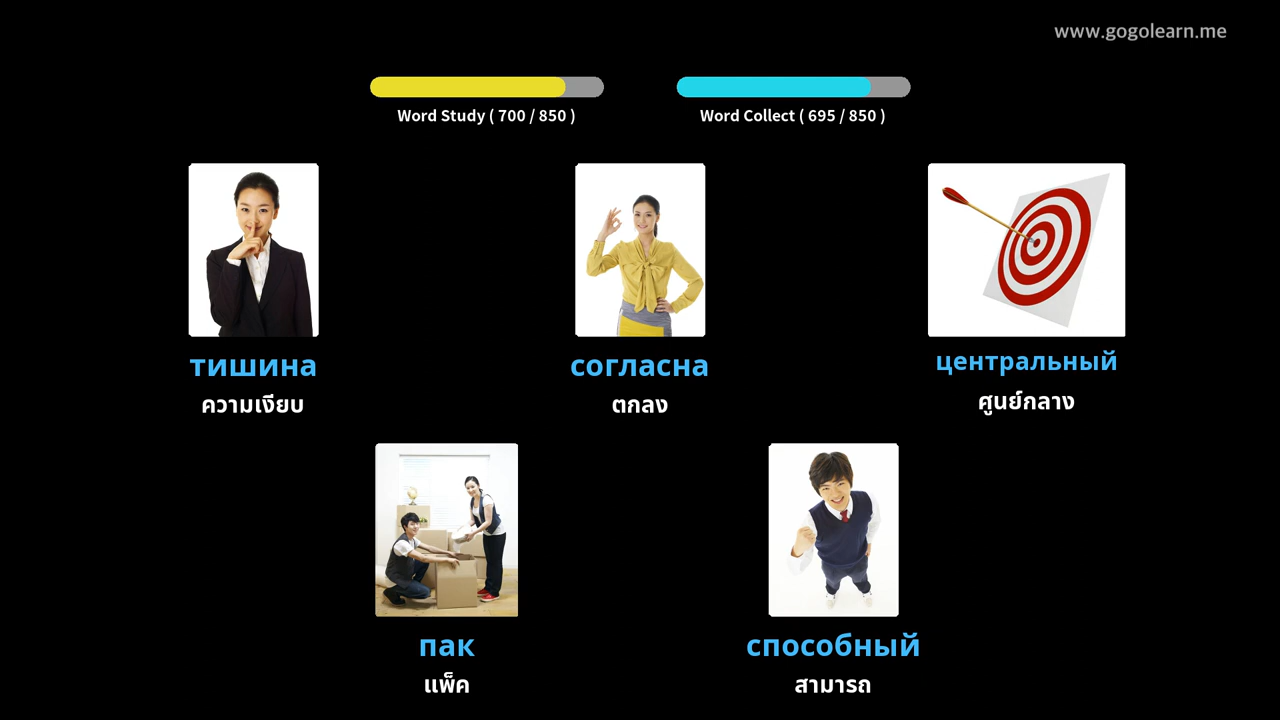 www.gogolearn.me
Word Study ( 700 / 850 )
Word Collect ( 695 / 850 )
тишина
ความเงียบ
согласна
ตกลง
центральный
ศูนย์กลาง
пак
แพ็ค
способный
สามารถ